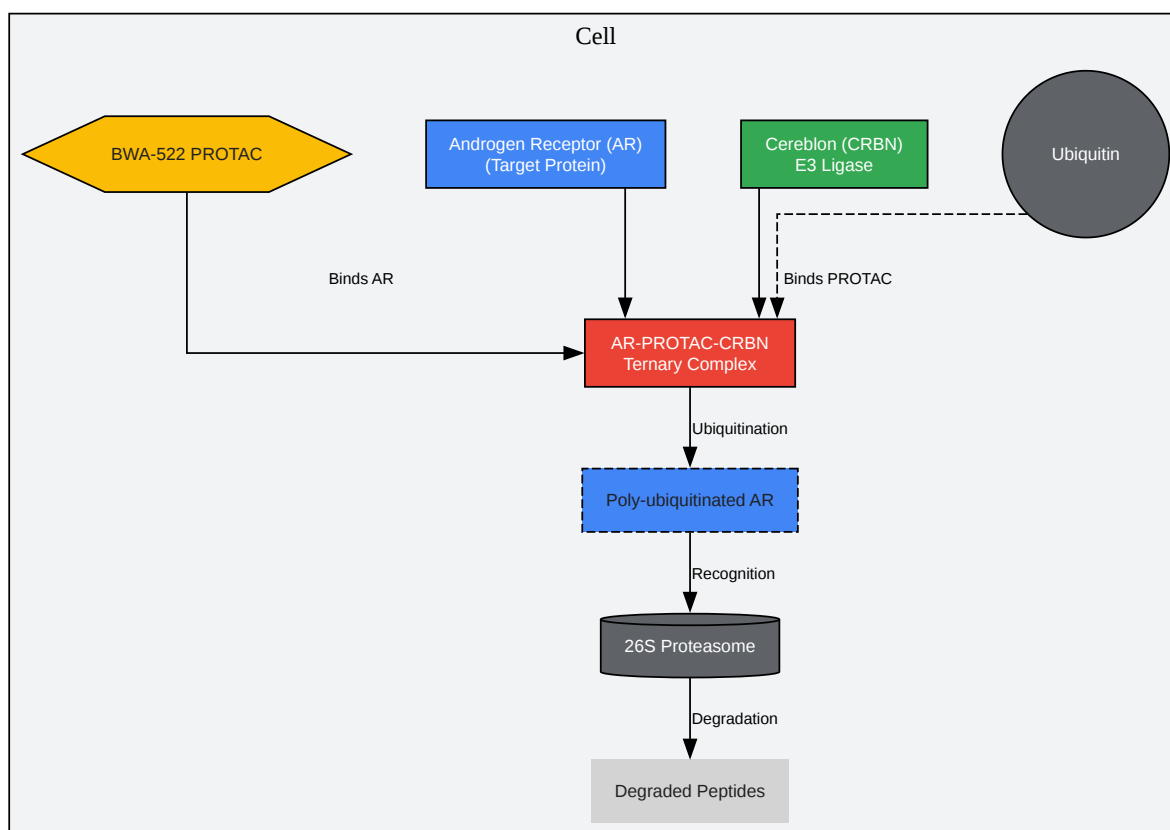 Cell
BWA-522 PROTAC
Androgen Receptor (AR)
(Target Protein)
Cereblon (CRBN)
E3 Ligase
Ubiquitin
Binds AR
Binds PROTAC
AR-PROTAC-CRBN
Ternary Complex
Ubiquitination
Poly-ubiquitinated AR
Recognition
26S Proteasome
Degradation
Degraded Peptides